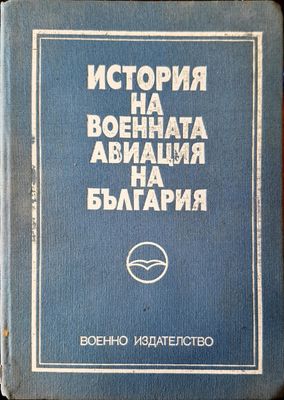 ИСТОРИЯ
НА
ВОЕННАТА
АВИАЦИЯ
НА
БЪЛГАРИЯ
ВОЕННО ИЗДАТЕЛСТВО